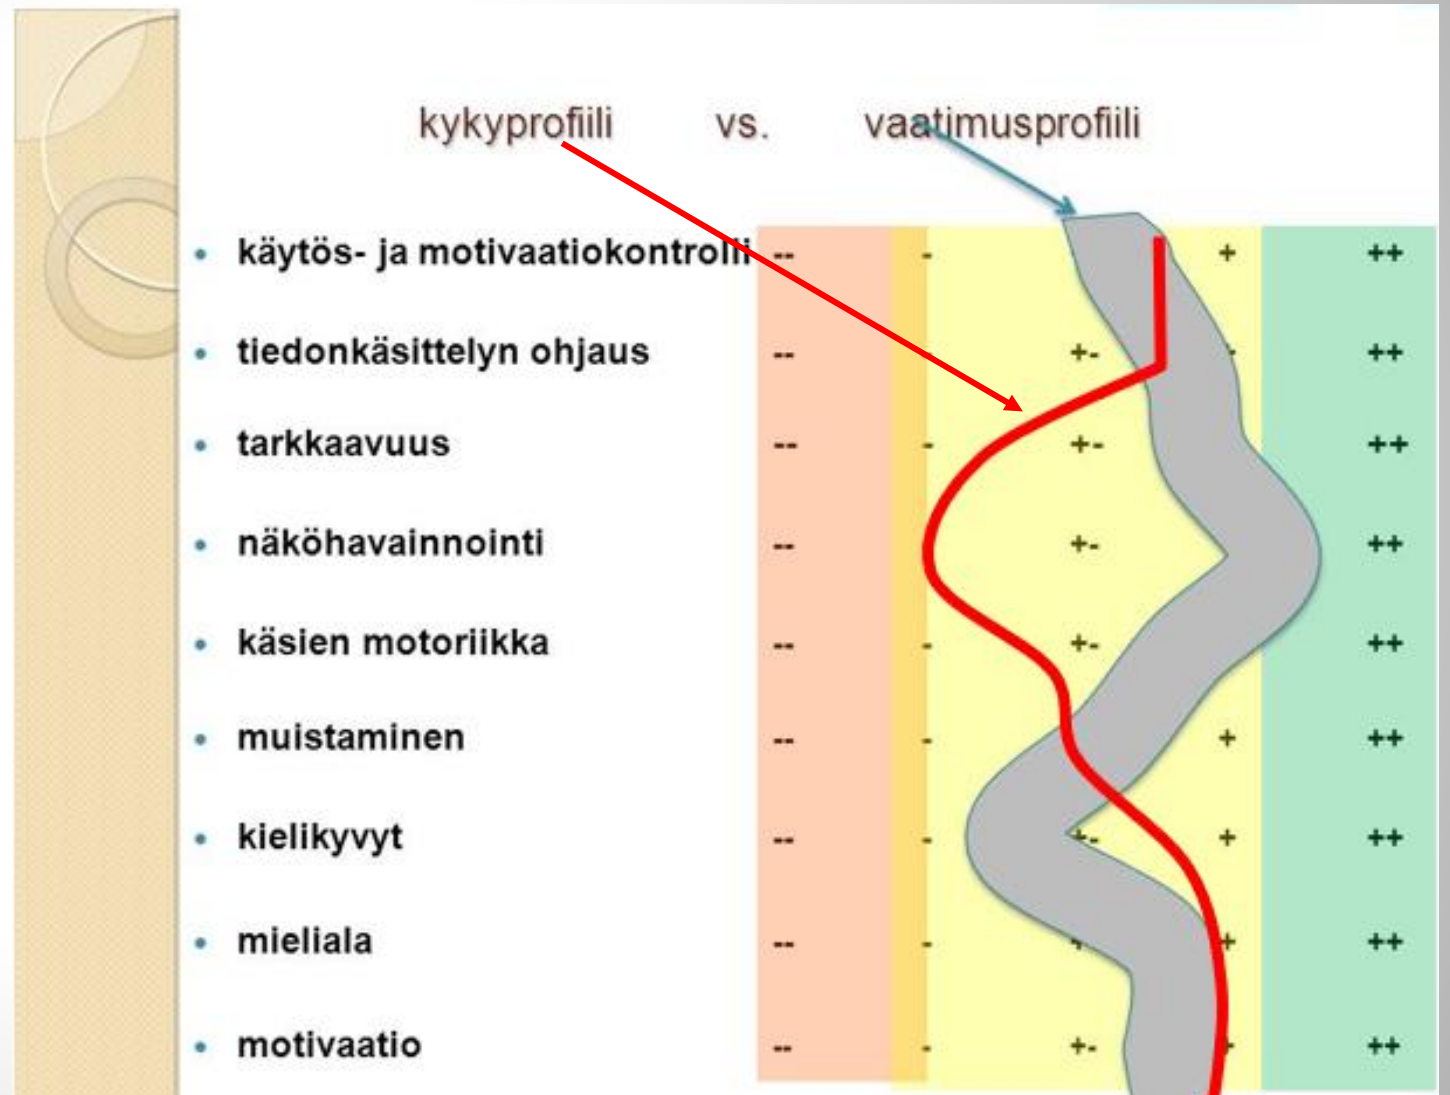 kykyprofiili vs. vaatimusprofiili
• käytös- ja motivaatiokontrolli -- - + ++
• tiedonkäsittelyn ohjaus -- - +- ++
• tarkkaavuus -- - +- ++
• näköhavainnointi -- +- ++
• käsien motoriikka -- - +- ++
• muistaminen -- - + ++
• kielikyvyt -- - +- + ++
• mieliala -- - + ++
• motivaatio -- - +- + ++